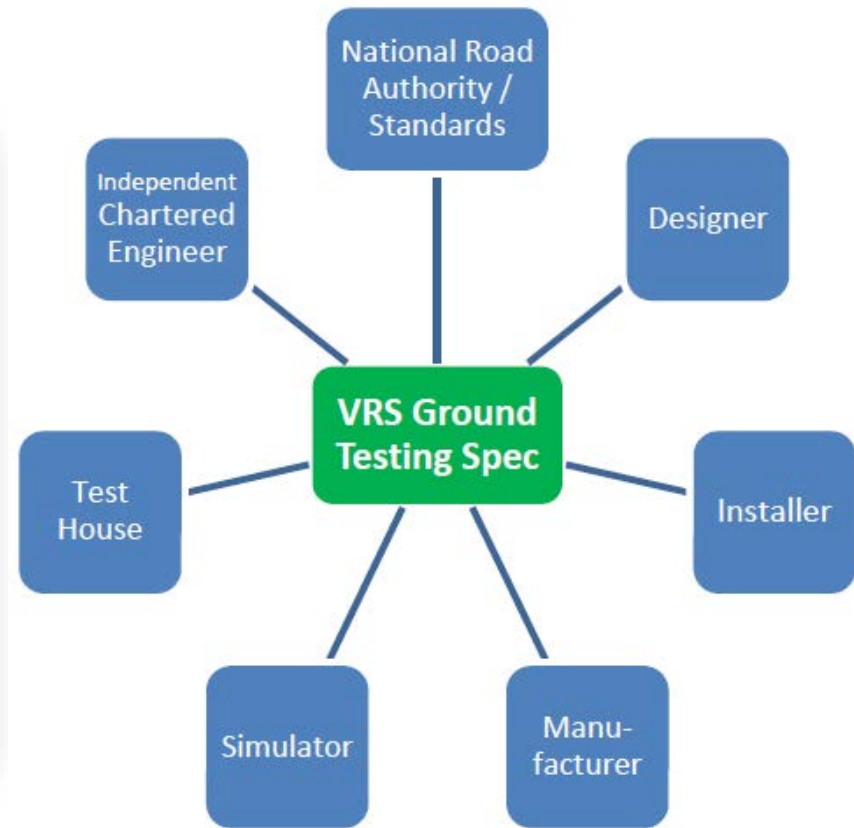 National Road
Authority /
Standards
Independent
Chartered
Engineer
Designer
VRS Ground
Testing Spec
Test
House
Installer
Simulator
Manu-
facturer